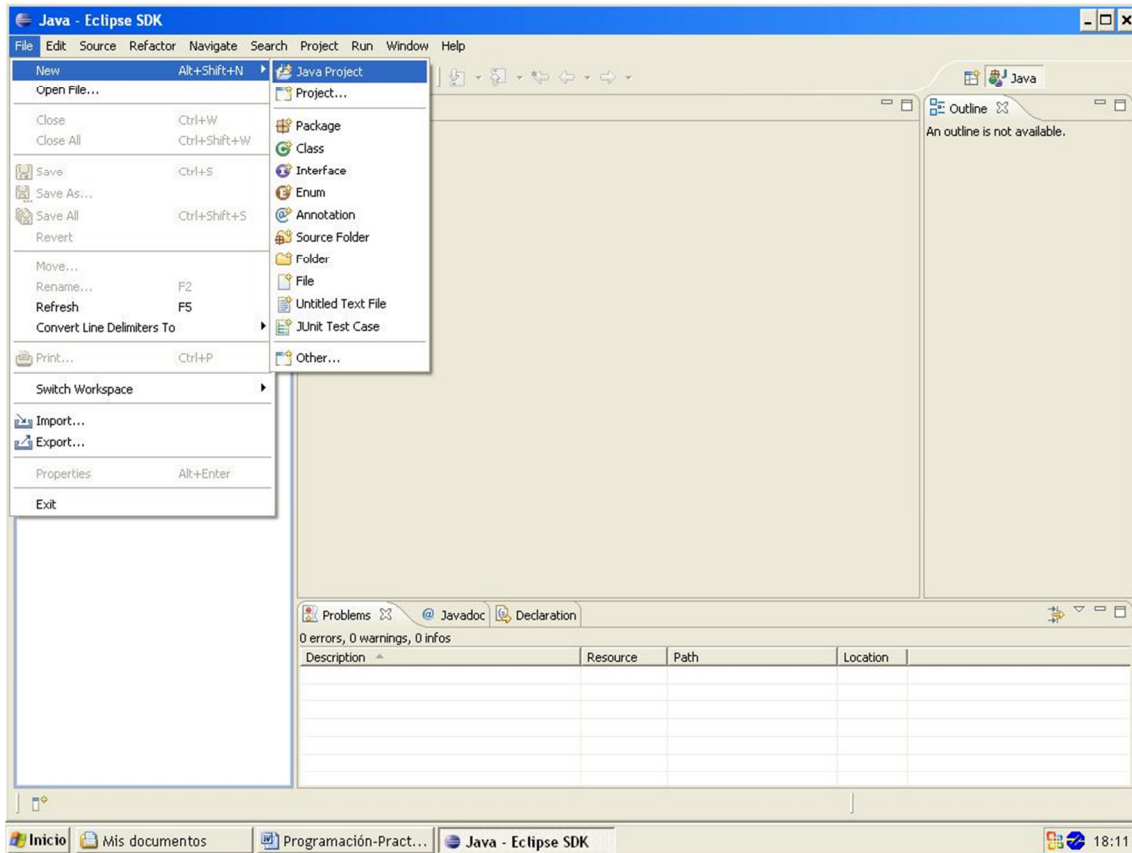 Java - Eclipse SDK
File Edit Source Refactor Navigate Search Project Run Window Help
New Alt+Shift+N
Open File...
Close Ctrl+W
Close All Ctrl+Shift+W
Save Ctrl+S
Save As...
Save All Ctrl+Shift+S
Revert
Move...
Rename... F2
Refresh F5
Convert Line Delimiters To
Print... Ctrl+P
Switch Workspace
Import...
Export...
Properties Alt+Enter
Exit
Java Project
Project...
Package
Class
Interface
Enum
Annotation
Source Folder
Folder
File
Untitled Text File
JUnit Test Case
Other...
Java
Outline
An outline is not available.
Problems Javadoc Declaration
0 errors, 0 warnings, 0 infos
Description Resource Path Location
Inicio Mis documentos Programación-Pract... Java - Eclipse SDK 18:11